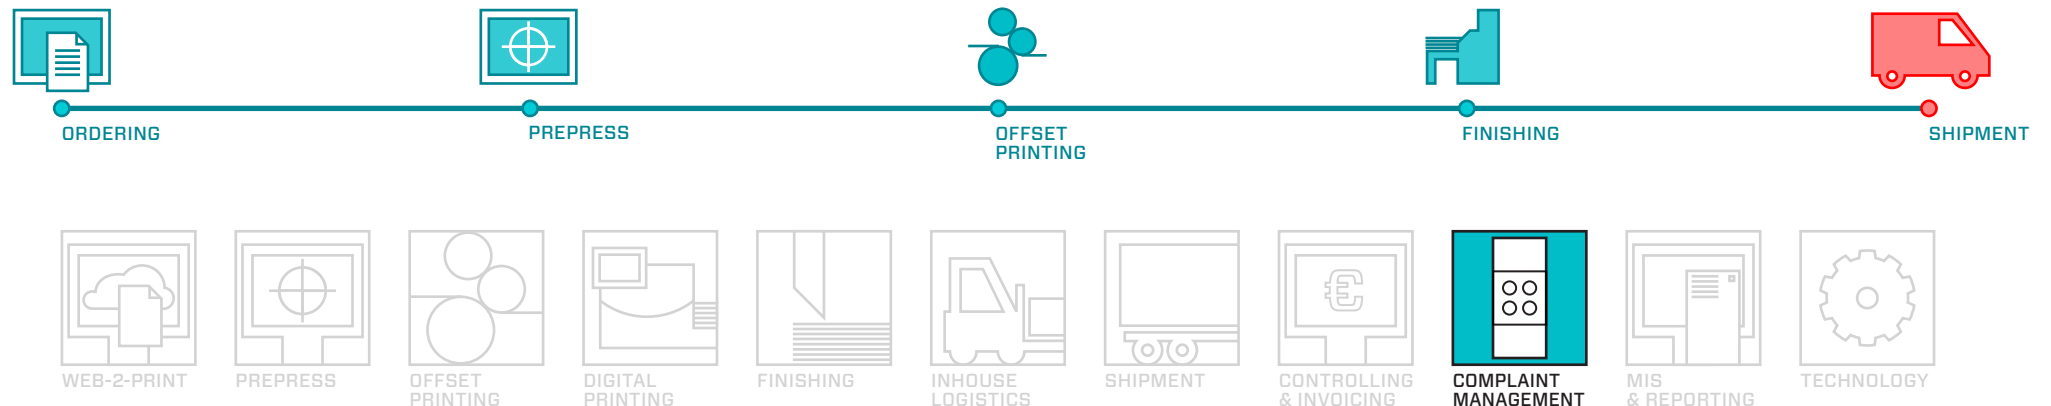 ORDERING
PREPRESS
OFFSET
PRINTING
FINISHING
SHIPMENT
WEB-2-PRINT
PREPRESS
OFFSET
PRINTING
DIGITAL
PRINTING
FINISHING
INHOUSE
LOGISTICS
SHIPMENT
€
CONTROLLING
& INVOICING
COMPLAINT
MANAGEMENT
MIS
& REPORTING
TECHNOLOGY